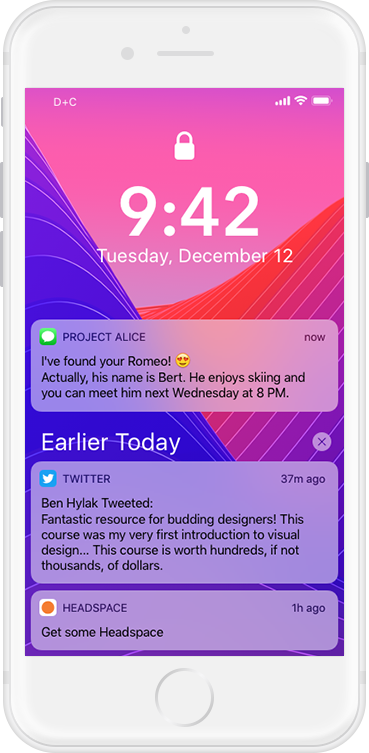 D+C
9:42
Tuesday, December 12
PROJECT ALICE now
I've found your Romeo! 😍
Actually, his name is Bert. He enjoys skiing and
you can meet him next Wednesday at 8 PM.
Earlier Today
TWITTER 37m ago
Ben Hylak Tweeted:
Fantastic resource for budding designers! This
course was my very first introduction to visual
design... This course is worth hundreds, if not
thousands, of dollars.
HEADSPACE 1h ago
Get some Headspace